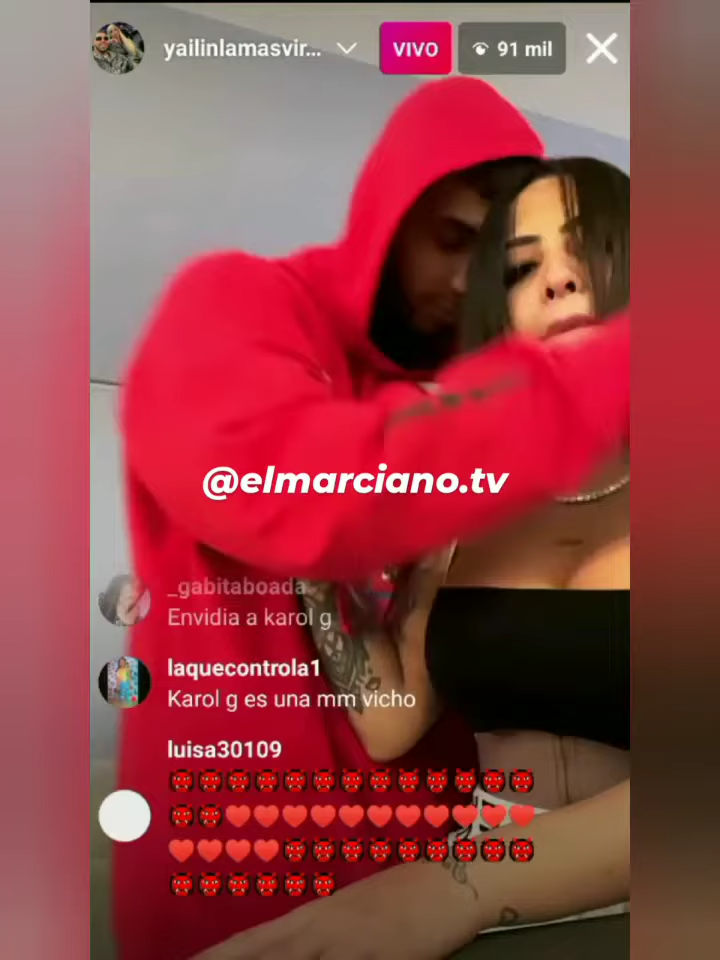 yailinlamasvir...
VIVO
91 mil
@elmarciano.tv
_gabitaboada
Envidia a karol g
laquecontrola1
Karol g es una mm vicho
luisa30109
👹👹👹👹👹👹👹👹👹👹👹👹👹
👹👹♥️♥️♥️♥️♥️♥️♥️♥️♥️♥️♥️
♥️♥️♥️♥️👹👹👹👹👹👹👹👹👹
👹👹👹👹👹👹